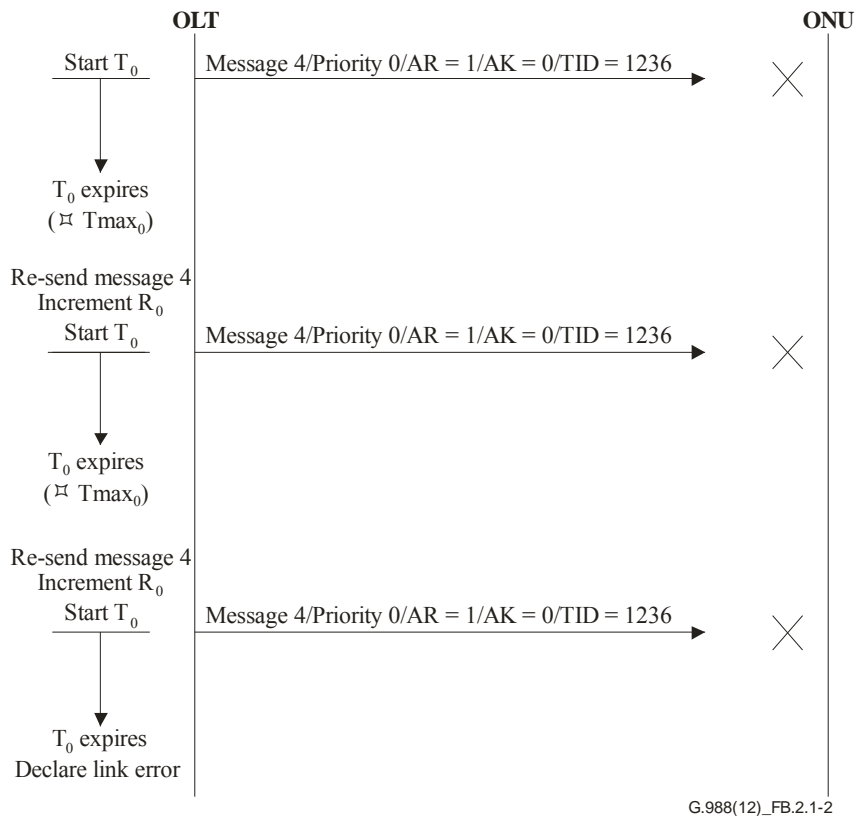 OLT
ONU
Start T0
Message 4/Priority 0/AR = 1/AK = 0/TID = 1236
T0 expires
(¤ Tmax0)
Re-send message 4
Increment R0
Start T0
Message 4/Priority 0/AR = 1/AK = 0/TID = 1236
T0 expires
(¤ Tmax0)
Re-send message 4
Increment R0
Start T0
Message 4/Priority 0/AR = 1/AK = 0/TID = 1236
T0 expires
Declare link error
G.988(12)_FB.2.1-2